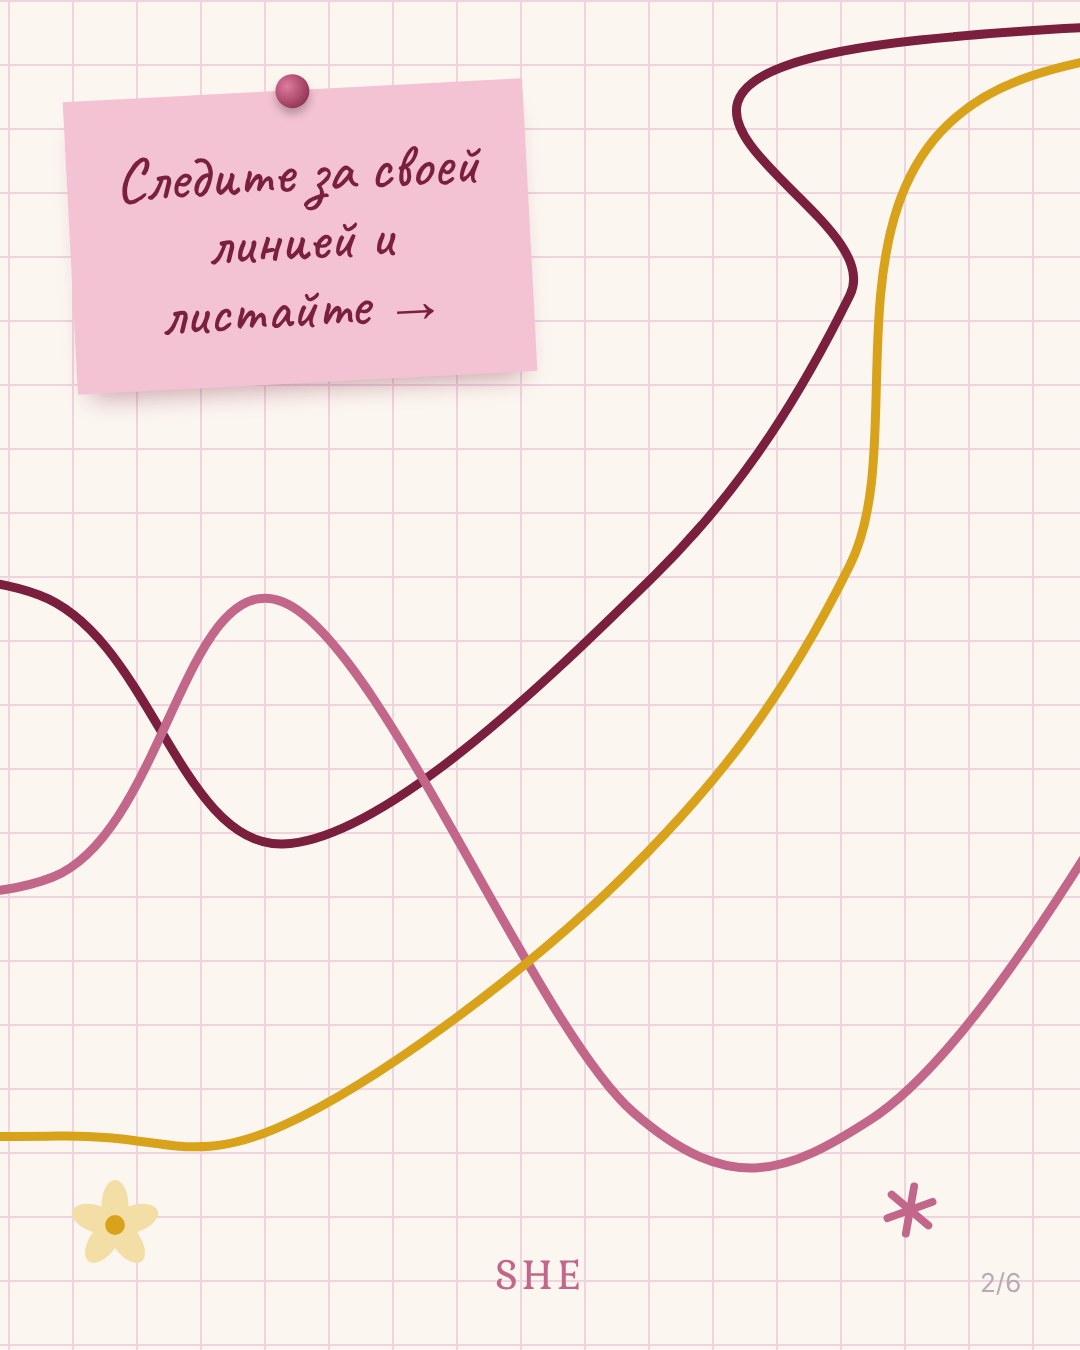 Следите за своей
линией и
листайте →
SHE
2/6